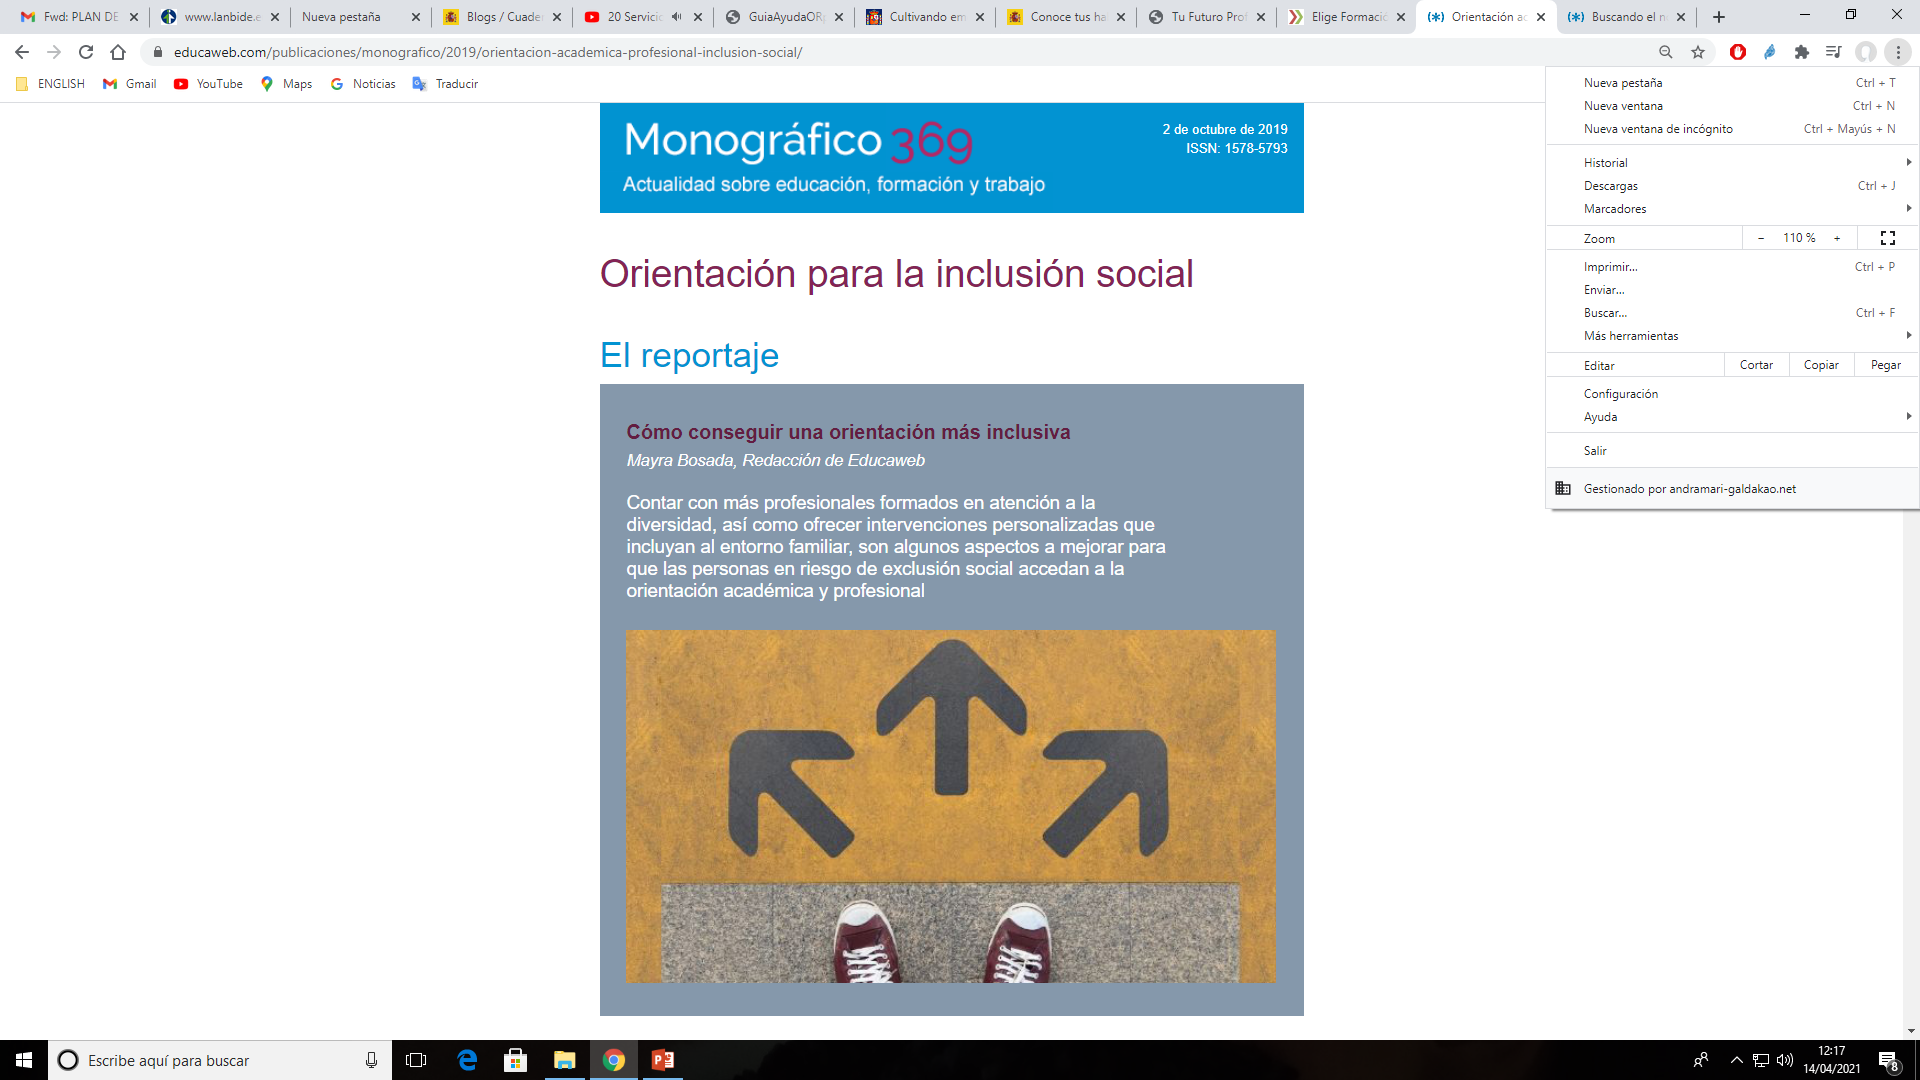 Fwd: PLAN DE
www.lanbide.e
Nueva pestaña
Blogs / Cuade
20 Servicio
GuiaAyudaORp
Cultivando em
Conoce tus ha
Tu Futuro Prof
Elige Formació
Orientación ac
Buscando el n
educaweb.com/publicaciones/monografico/2019/orientacion-academica-profesional-inclusion-social/
ENGLISH
Gmail
YouTube
Maps
Noticias
Traducir
Nueva pestaña Ctrl + T
Nueva ventana Ctrl + N
Nueva ventana de incógnito Ctrl + Mayús + N
Historial
Descargas Ctrl + J
Marcadores
Zoom − 110 % +
Imprimir... Ctrl + P
Enviar...
Buscar... Ctrl + F
Más herramientas
Editar Cortar Copiar Pegar
Configuración
Ayuda
Salir
Gestionado por andramari-galdakao.net
Monográfico 369
2 de octubre de 2019
ISSN: 1578-5793
Actualidad sobre educación, formación y trabajo
Orientación para la inclusión social
El reportaje
Cómo conseguir una orientación más inclusiva
Mayra Bosada, Redacción de Educaweb
Contar con más profesionales formados en atención a la
diversidad, así como ofrecer intervenciones personalizadas que
incluyan al entorno familiar, son algunos aspectos a mejorar para
que las personas en riesgo de exclusión social accedan a la
orientación académica y profesional
Escribe aquí para buscar
12:17
14/04/2021
8